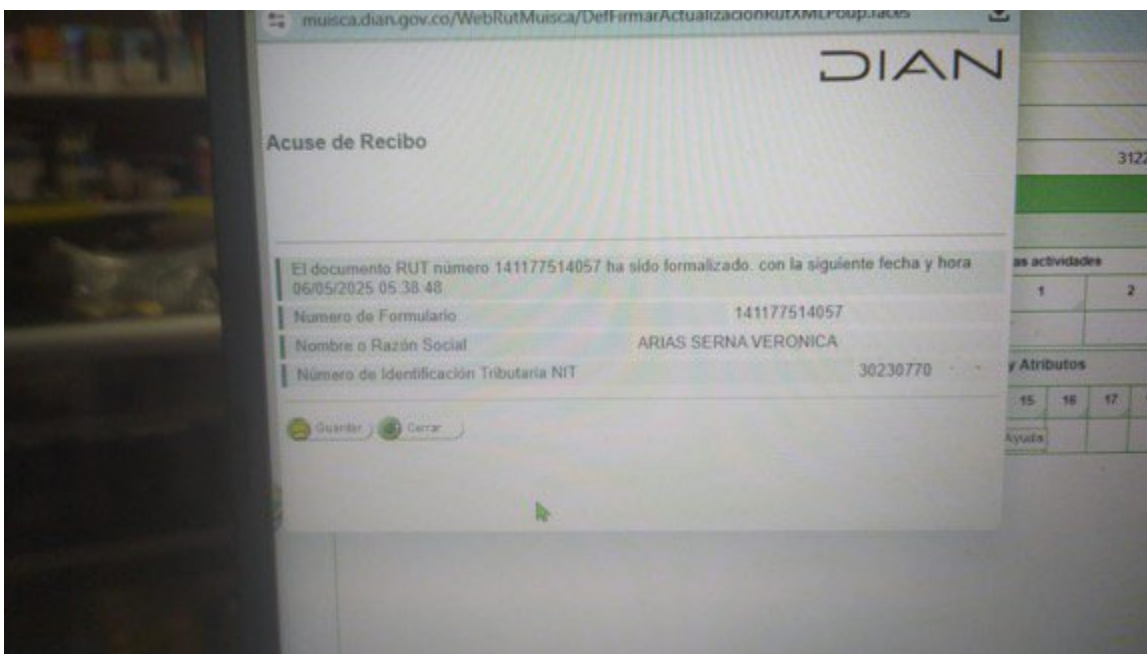 muisca.dian.gov.co/WebRutMuisca/DefFirmarActualizacionRutXMLPoup.faces
DIAN
Acuse de Recibo
3122
El documento RUT número 141177514057 ha sido formalizado. con la siguiente fecha y hora
06/05/2025 05:38:48
Numero de Formulario 141177514057
Nombre o Razón Social ARIAS SERNA VERONICA
Número de Identificación Tributaria NIT 30230770 - -
Guardar Cerrar
as actividades
1 2
y Atributos
15 16 17
Ayuda